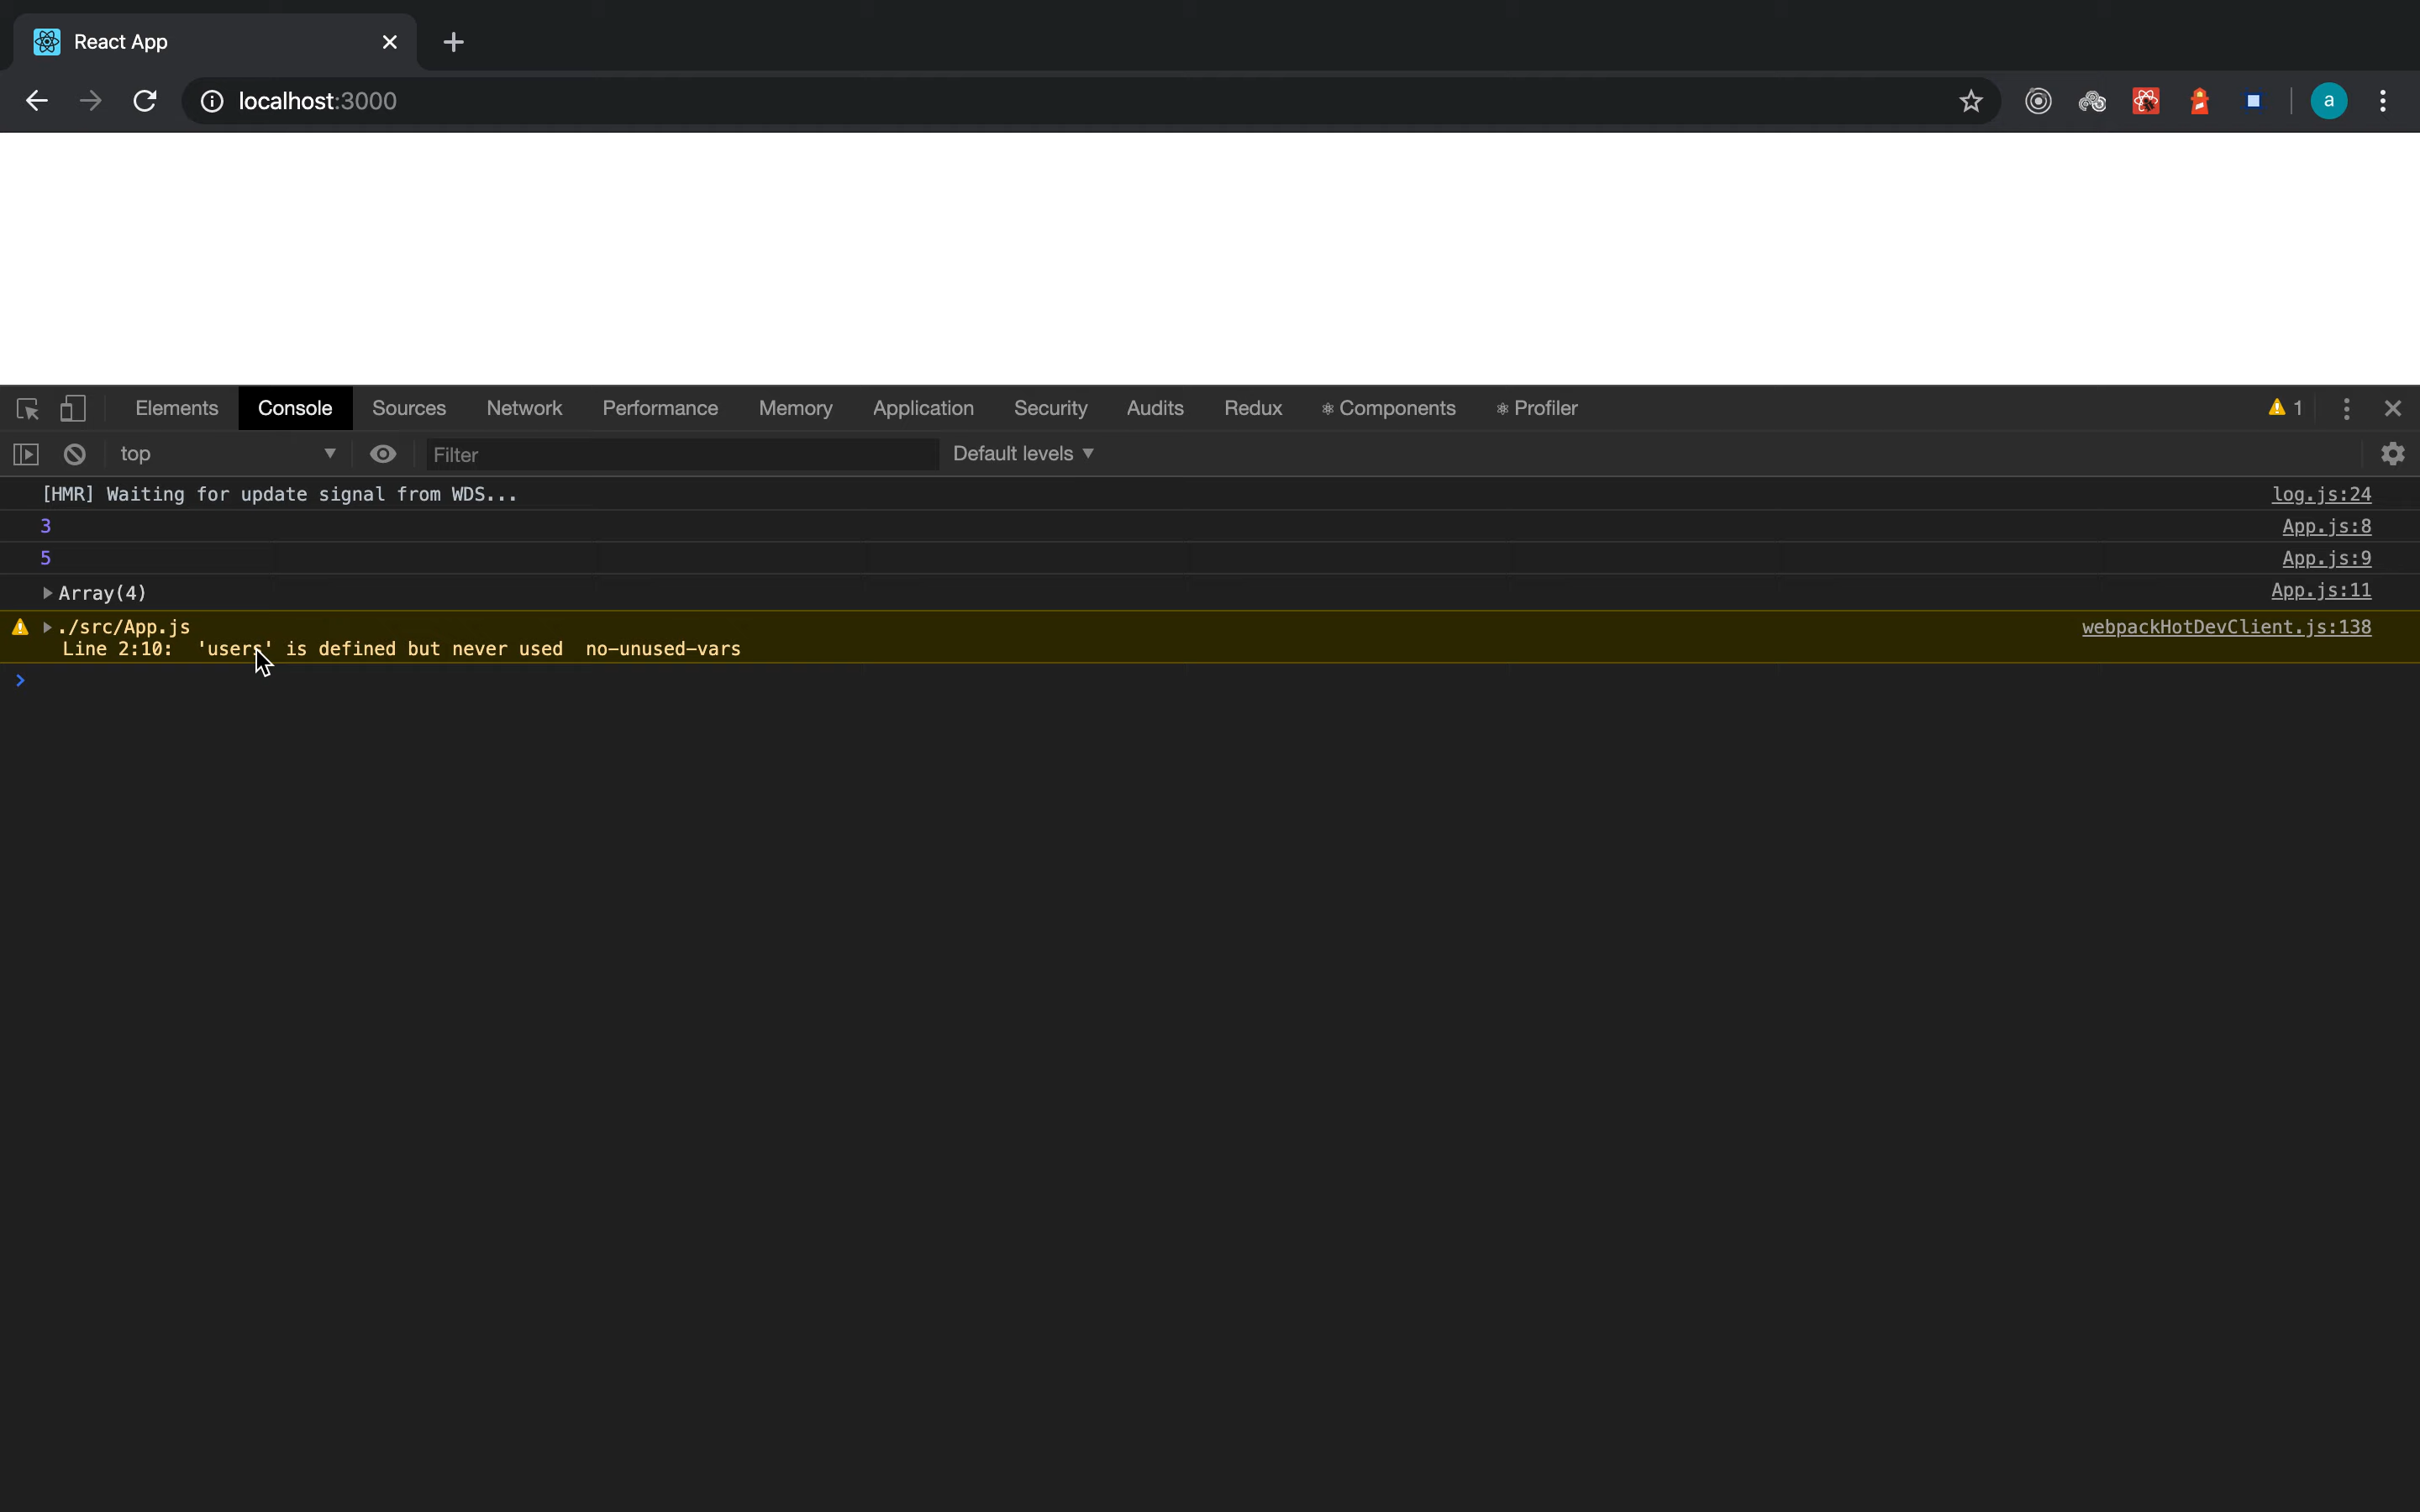 React App
localhost:3000
a
Elements Console Sources Network Performance Memory Application Security Audits Redux Components Profiler 1
top Filter Default levels
[HMR] Waiting for update signal from WDS... log.js:24
3 App.js:8
5 App.js:9
Array(4) App.js:11
./src/App.js webpackHotDevClient.js:138
Line 2:10: 'users' is defined but never used no-unused-vars